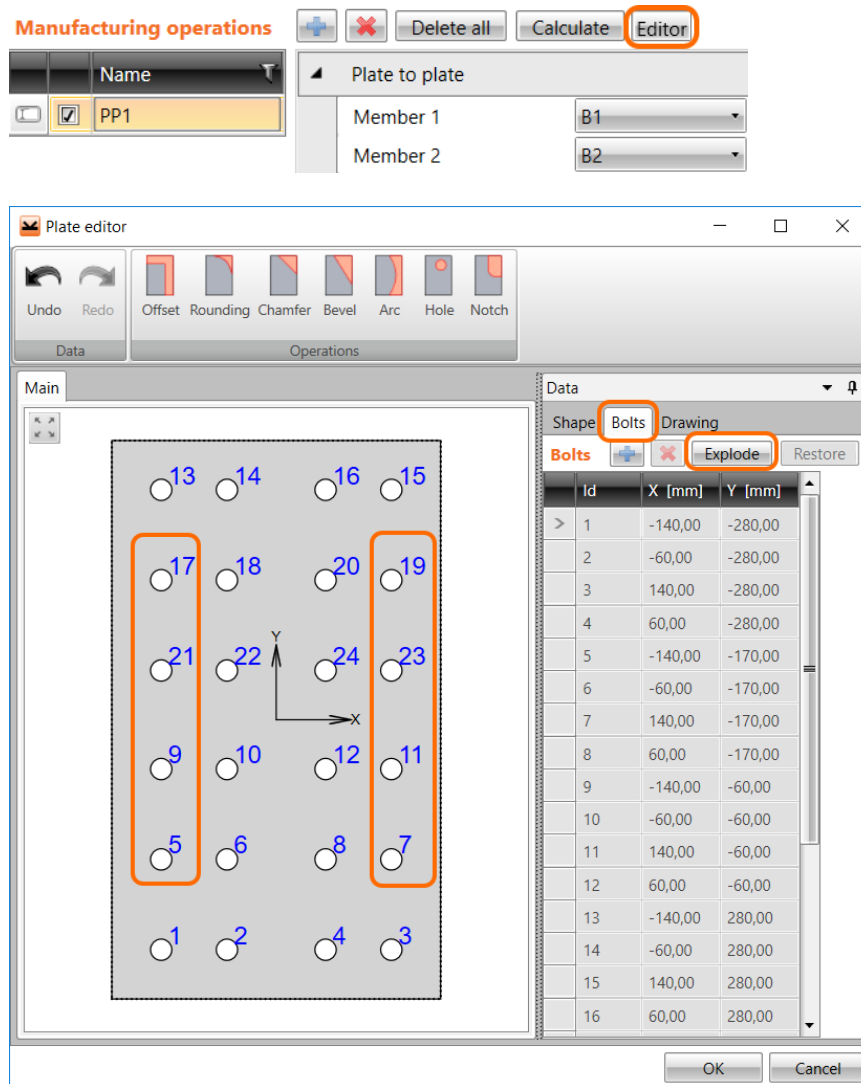 Manufacturing operations Delete all Calculate Editor
Name Plate to plate
PP1 Member 1 B1
Member 2 B2
Plate editor
Undo Redo Offset Rounding Chamfer Bevel Arc Hole Notch
Data Operations
Main
13 14 16 15
17 18 20 19
Y
21 22 24 23
X
9 10 12 11
5 6 8 7
1 2 4 3
Data
Shape Bolts Drawing
Bolts Explode Restore
Id X [mm] Y [mm]
1 -140,00 -280,00
2 -60,00 -280,00
3 140,00 -280,00
4 60,00 -280,00
5 -140,00 -170,00
6 -60,00 -170,00
7 140,00 -170,00
8 60,00 -170,00
9 -140,00 -60,00
10 -60,00 -60,00
11 140,00 -60,00
12 60,00 -60,00
13 -140,00 280,00
14 -60,00 280,00
15 140,00 280,00
16 60,00 280,00
OK Cancel